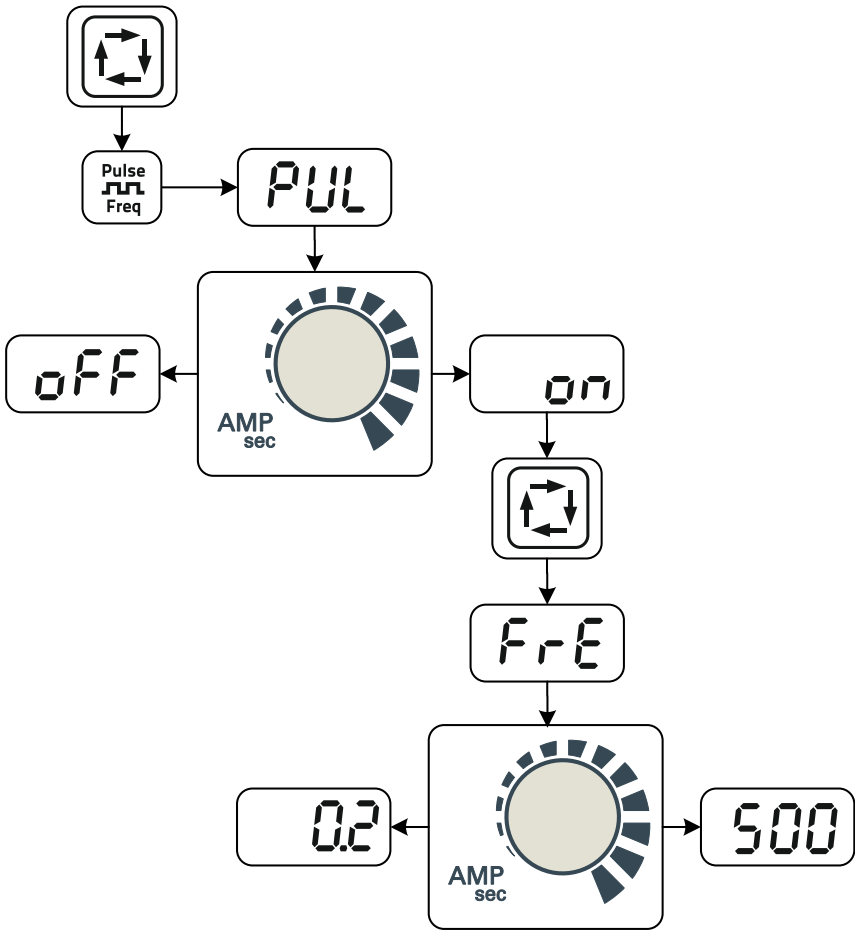 Pulse
Freq
PUL
oFF
AMP
sec
on
FrE
0.2
AMP
sec
500